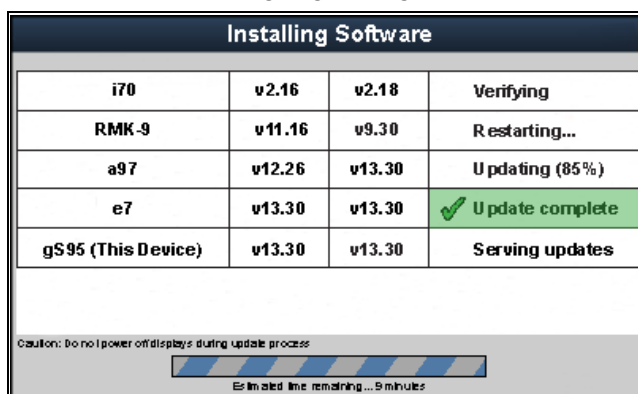 Installing Software
i70 v2.16 v2.18 Verifying
RMK-9 v11.16 v9.30 Restarting...
a97 v12.26 v13.30 Updating (85%)
e7 v13.30 v13.30 Update complete
gS95 (This Device) v13.30 v13.30 Serving updates
Caution: Do not power off displays during update process
Estimated time remaining... 9 minutes